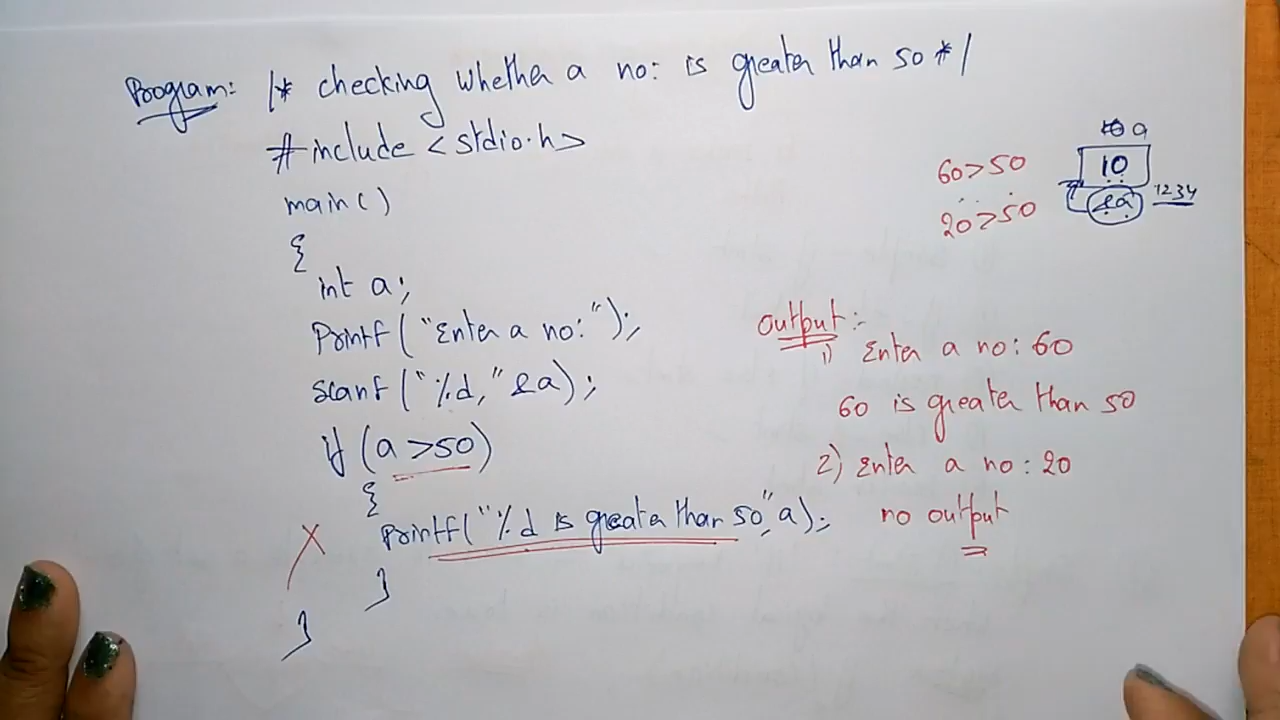 Program: /* checking whether a no: is greater than 50 */
#include <stdio.h>
main()
{
int a;
Printf("Enter a no:");
scanf("%d," &a);
if (a >50)
{
printf("%d is greater than 50", a);
}
}
a
10
&a 1234
60>50
20>50
Output:-
1) Enter a no: 60
60 is greater than 50
2) Enter a no: 20
no output